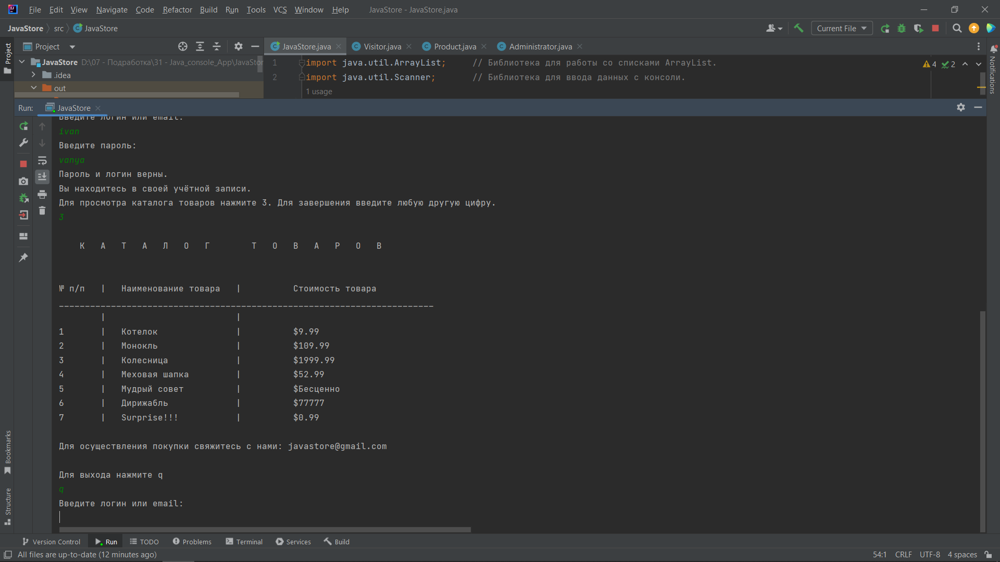 File Edit View Navigate Code Refactor Build Run Tools VCS Window Help JavaStore - JavaStore.java
JavaStore src JavaStore Current File
Project JavaStore.java Visitor.java Product.java Administrator.java
JavaStore D:\07 - Подработка\31 - Java_console_App\JavaStor
.idea
out
1 import java.util.ArrayList; // Библиотека для работы со списками ArrayList.
2 import java.util.Scanner; // Библиотека для ввода данных с консоли.
1 usage
4 2
Project
Notifications
Run: JavaStore
Введите логин или email:
ivan
Введите пароль:
vanya
Пароль и логин верны.
Вы находитесь в своей учётной записи.
Для просмотра каталога товаров нажмите 3. Для завершения введите любую другую цифру.
3
К А Т А Л О Г Т О В А Р О В
№ п/п | Наименование товара | Стоимость товара
________________________________________________________________________
| |
1 | Котелок | $9.99
2 | Монокль | $109.99
3 | Колесница | $1999.99
4 | Меховая шапка | $52.99
5 | Мудрый совет | $Бесценно
6 | Дирижабль | $77777
7 | Surprise!!! | $0.99
Для осуществления покупки свяжитесь с нами: javastore@gmail.com
Для выхода нажмите q
q
Введите логин или email:
Bookmarks
Structure
Version Control Run TODO Problems Terminal Services Build
All files are up-to-date (12 minutes ago) 54:1 CRLF UTF-8 4 spaces